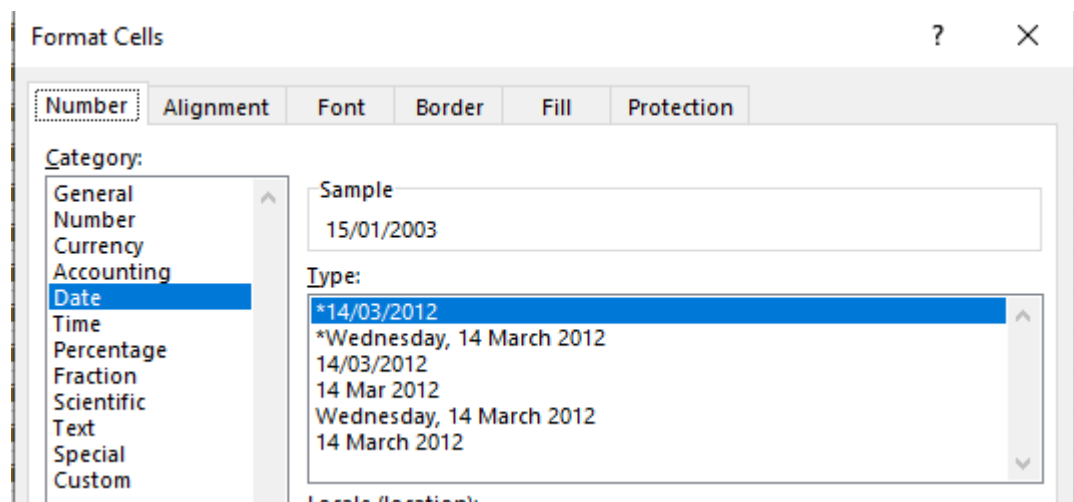 Format Cells ? ×
Number Alignment Font Border Fill Protection
Category:
General
Number
Currency
Accounting
Date
Time
Percentage
Fraction
Scientific
Text
Special
Custom
Sample
15/01/2003
Type:
*14/03/2012
*Wednesday, 14 March 2012
14/03/2012
14 Mar 2012
Wednesday, 14 March 2012
14 March 2012
Locale (location):